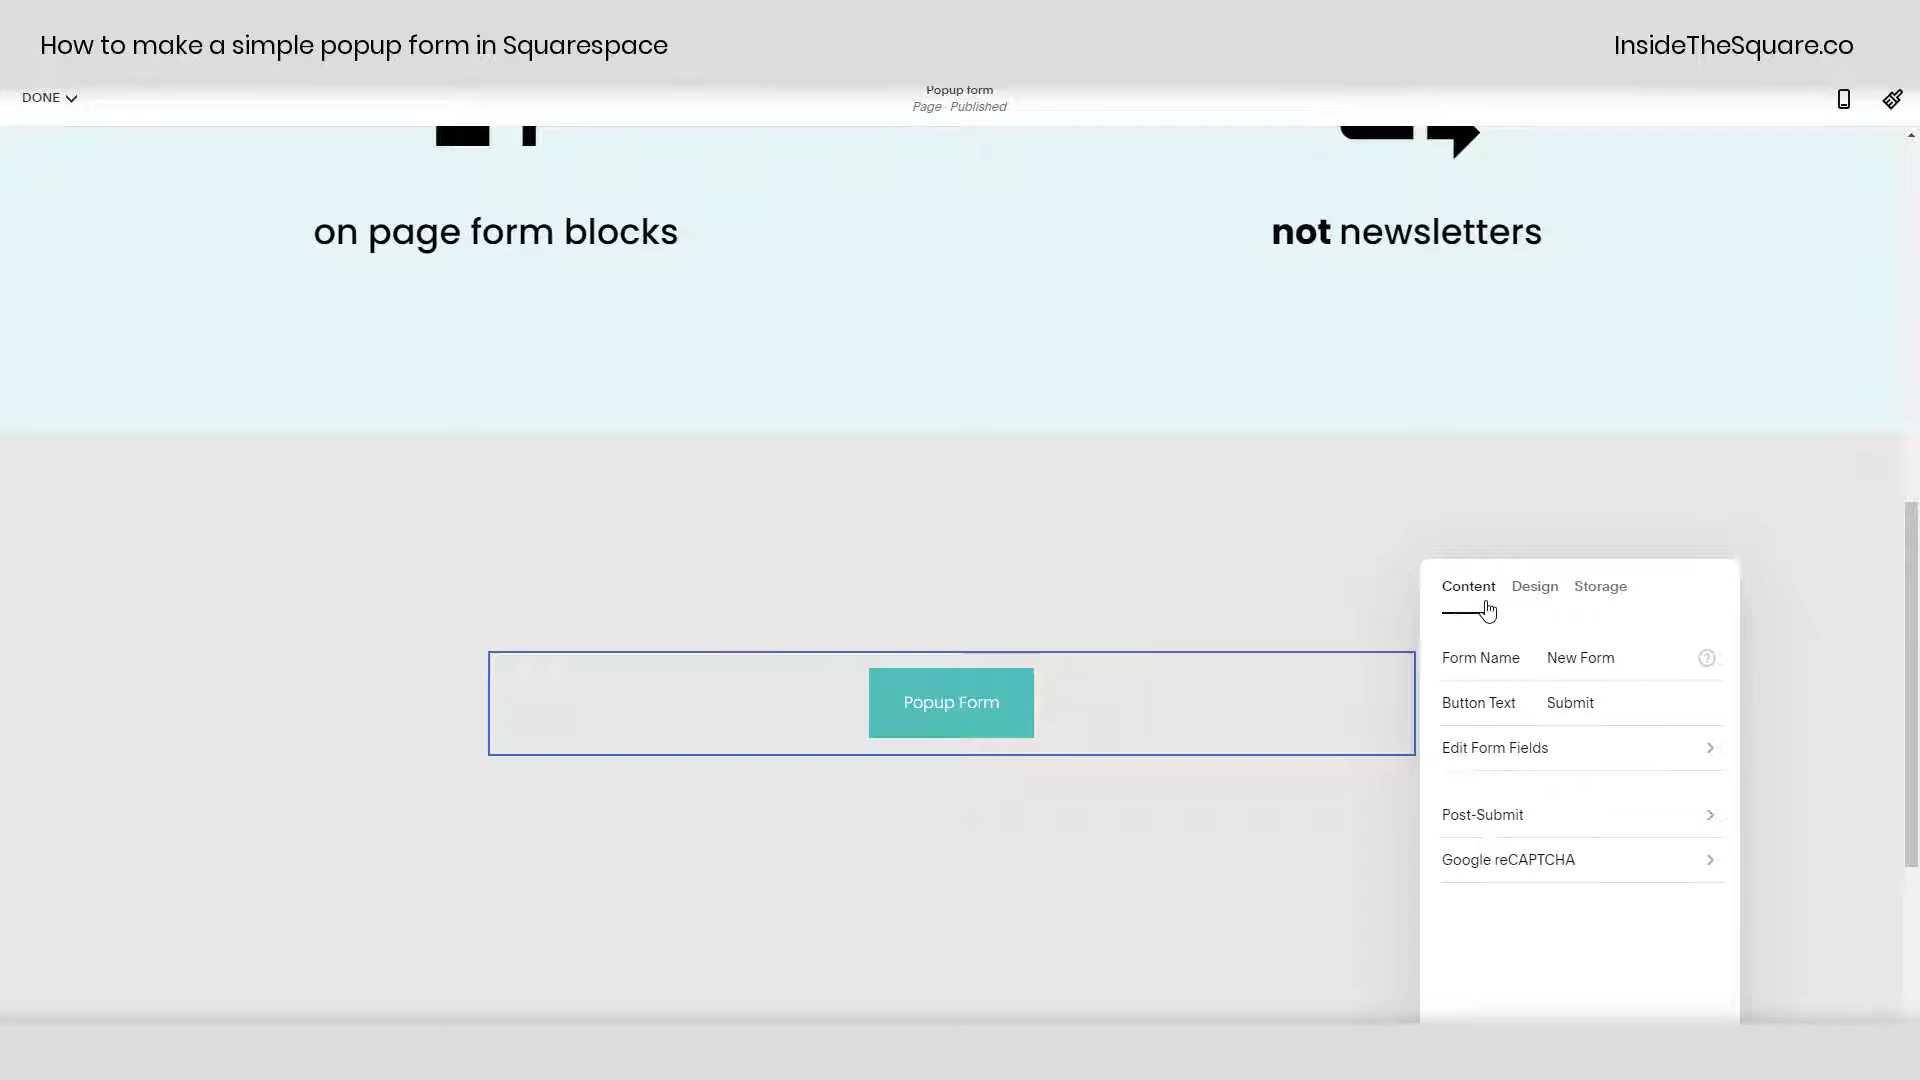 How to make a simple popup form in Squarespace
InsideTheSquare.co
DONE
Popup form
Page · Published
on page form blocks
not newsletters
Content Design Storage
Form Name New Form
?
Button Text Submit
Edit Form Fields
Post-Submit
Google reCAPTCHA
Popup Form